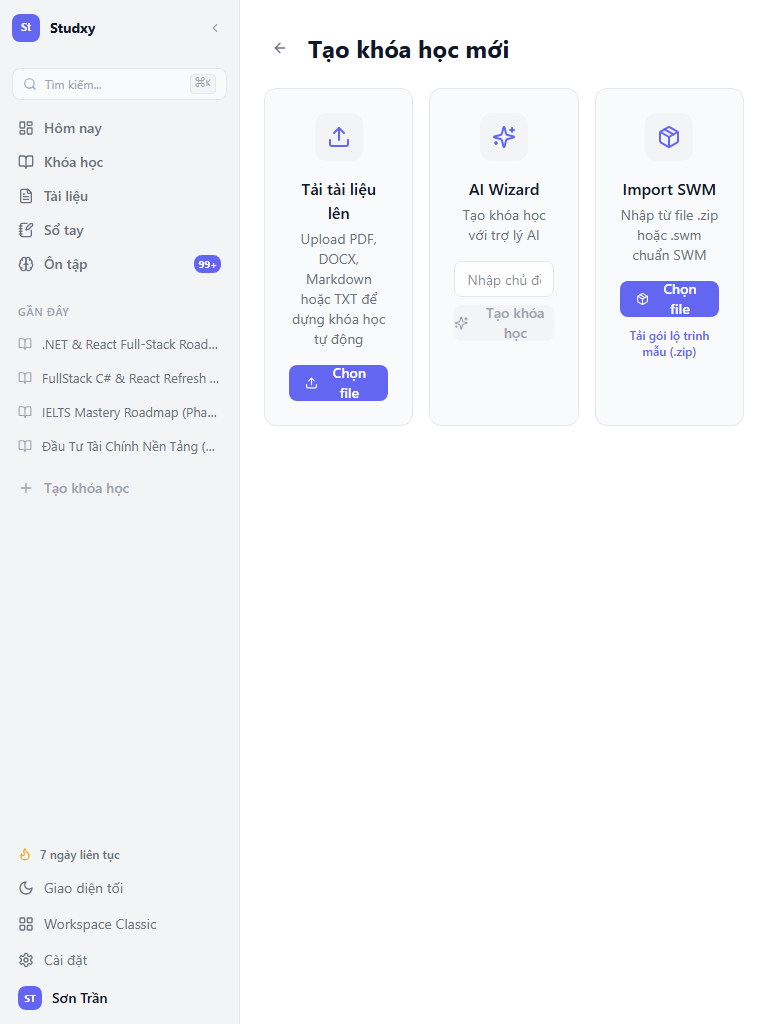 St Studxy
Tìm kiếm... ⌘K
Hôm nay
Khóa học
Tài liệu
Sổ tay
Ôn tập 99+
GẦN ĐÂY
.NET & React Full-Stack Road...
FullStack C# & React Refresh ...
IELTS Mastery Roadmap (Pha...
Đầu Tư Tài Chính Nền Tảng (...
Tạo khóa học
7 ngày liên tục
Giao diện tối
Workspace Classic
Cài đặt
ST Sơn Trần
Tạo khóa học mới
Tải tài liệu
lên
Upload PDF,
DOCX,
Markdown
hoặc TXT để
dựng khóa học
tự động
Chọn
file
AI Wizard
Tạo khóa học
với trợ lý AI
Nhập chủ đề
Tạo khóa
học
Import SWM
Nhập từ file .zip
hoặc .swm
chuẩn SWM
Chọn
file
Tải gói lộ trình
mẫu (.zip)